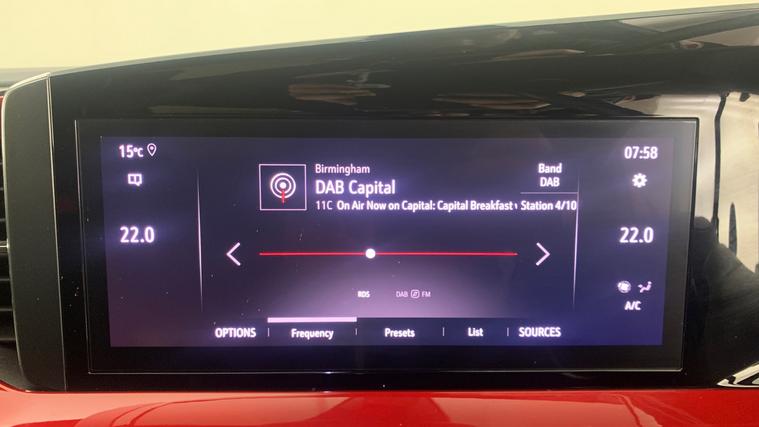 15°C
07:58
Birmingham
DAB Capital
Band
DAB
11C On Air Now on Capital: Capital Breakfast
Station 4/10
22.0
22.0
RDS
DAB FM
A/C
OPTIONS
Frequency
Presets
List
SOURCES